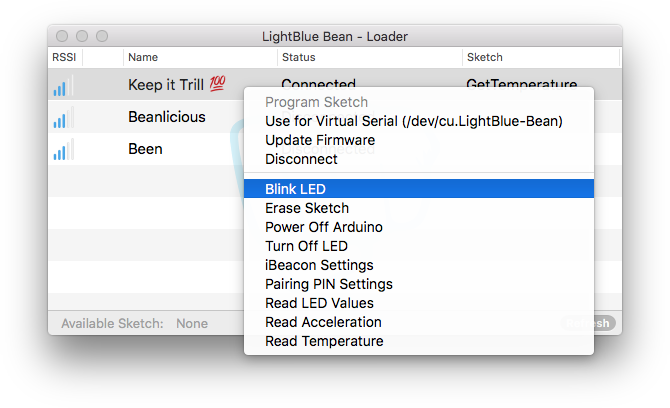 LightBlue Bean - Loader
RSSI Name Status Sketch
Keep it Trill 💯 Connected GetTemperature
Program Sketch
Beanlicious Use for Virtual Serial (/dev/cu.LightBlue-Bean)
Update Firmware
Been Disconnect
Blink LED
Erase Sketch
Power Off Arduino
Turn Off LED
iBeacon Settings
Pairing PIN Settings
Read LED Values
Available Sketch: None Read Acceleration
Read Temperature